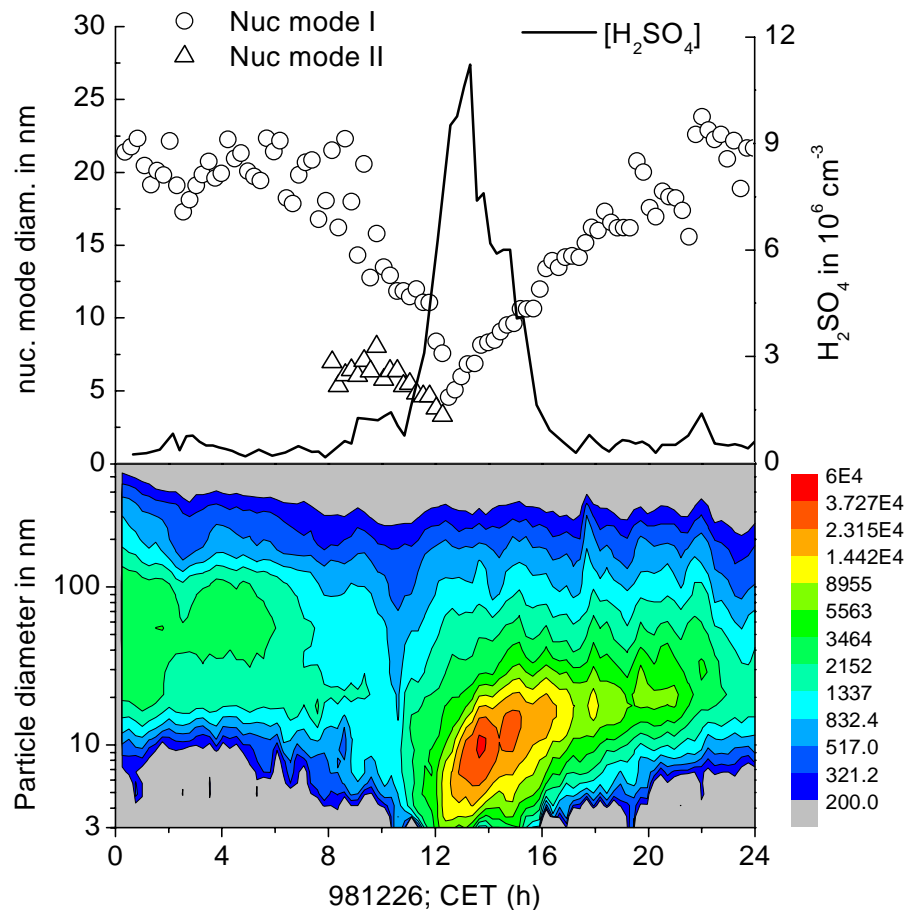 Nuc mode I
Nuc mode II
[H₂SO₄]
30
25
20
15
10
5
0
nuc. mode diam. in nm
12
9
6
3
0
H₂SO₄ in 10⁶ cm⁻³
100
10
3
Particle diameter in nm
6E4
3.727E4
2.315E4
1.442E4
8955
5563
3464
2152
1337
832.4
517.0
321.2
200.0
0 4 8 12 16 20 24
981226; CET (h)